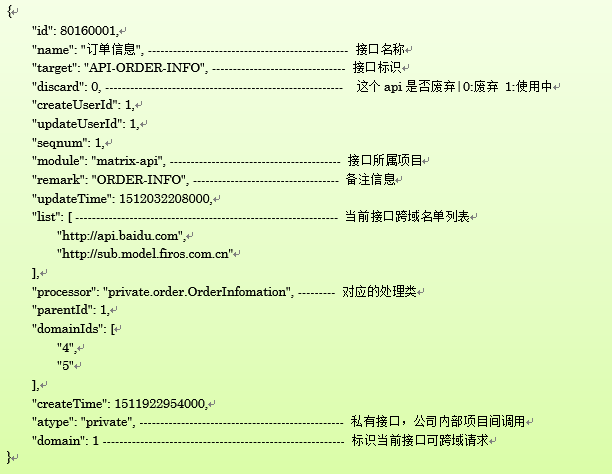 {
"id": 80160001,
"name": "订单信息", ------------------------------------------------ 接口名称
"target": "API-ORDER-INFO", -------------------------------- 接口标识
"discard": 0, --------------------------------------------------------- 这个 api 是否废弃|0:废弃 1:使用中
"createUserId": 1,
"updateUserId": 1,
"seqnum": 1,
"module": "matrix-api", ----------------------------------------- 接口所属项目
"remark": "ORDER-INFO", ----------------------------------- 备注信息
"updateTime": 1512032208000,
"list": [ --------------------------------------------------------------- 当前接口跨域名单列表
"http://api.baidu.com",
"http://sub.model.firos.com.cn"
],
"processor": "private.order.OrderInfomation", --------- 对应的处理类
"parentId": 1,
"domainIds": [
"4",
"5"
],
"createTime": 1511922954000,
"atype": "private", ------------------------------------------------- 私有接口，公司内部项目间调用
"domain": 1 ---------------------------------------------------------- 标识当前接口可跨域请求
}